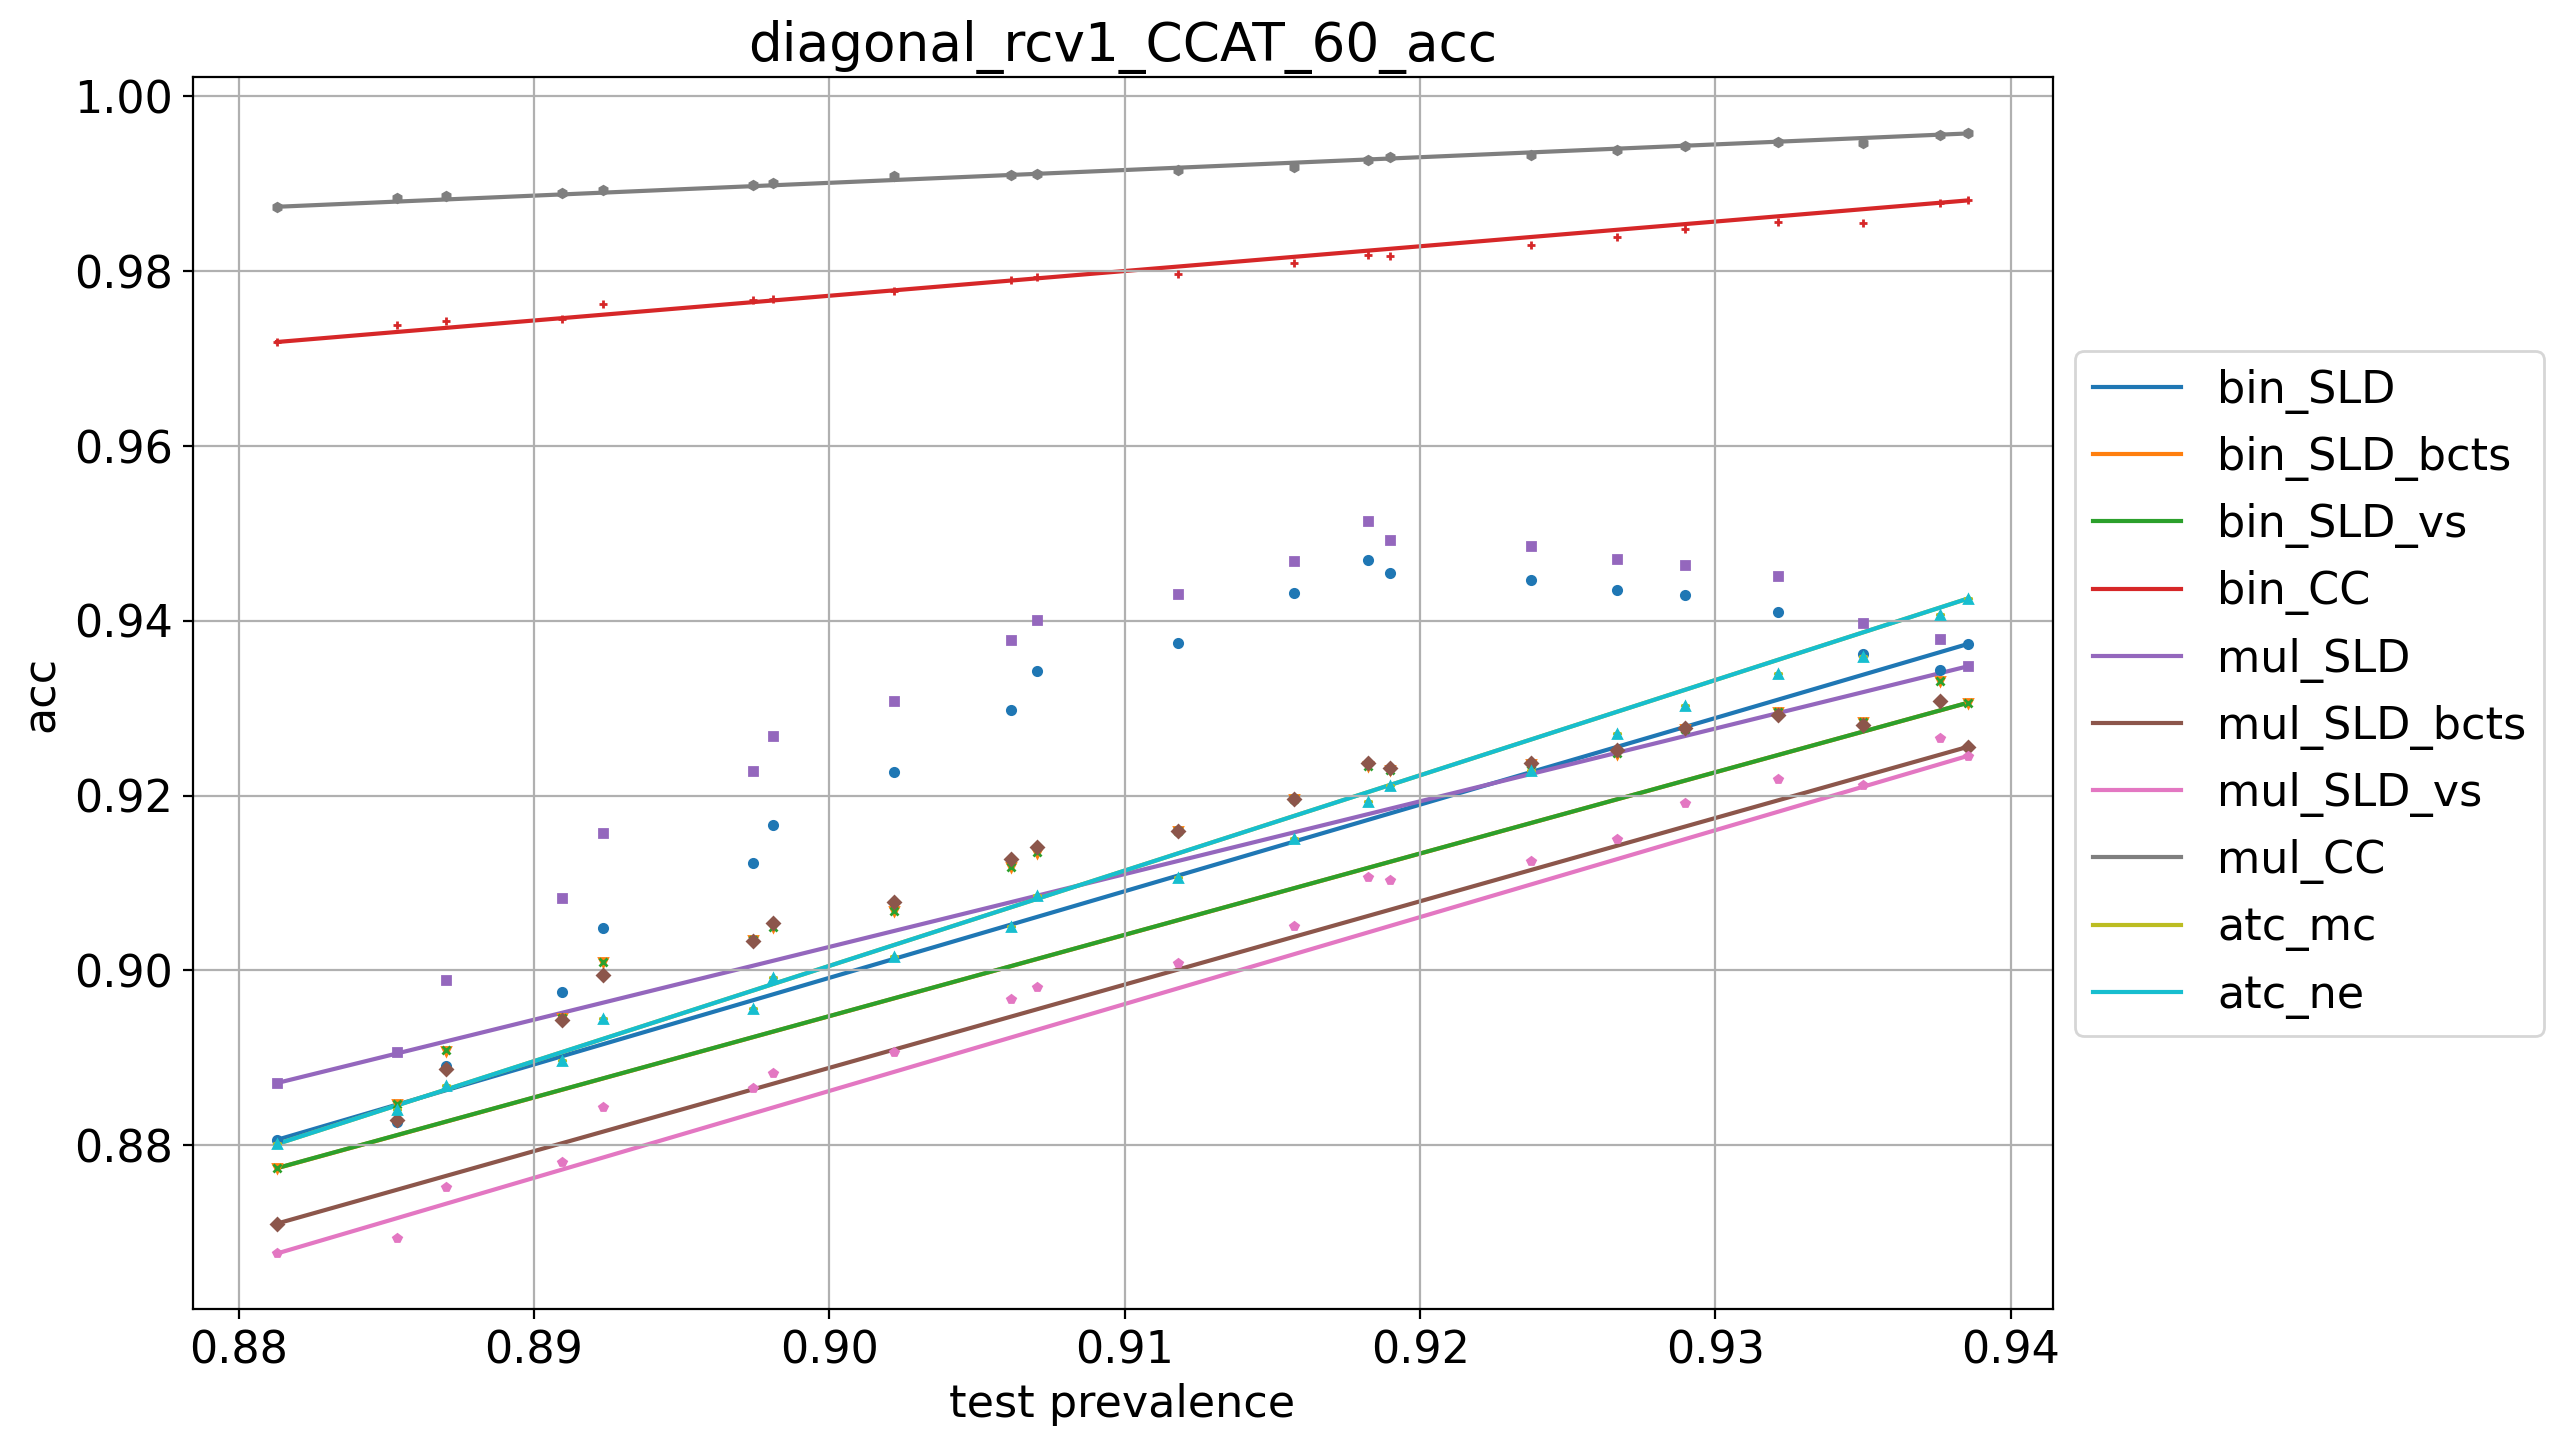 diagonal_rcv1_CCAT_60_acc
1.00
0.98
0.96
0.94
0.92
0.90
0.88
acc
0.88 0.89 0.90 0.91 0.92 0.93 0.94
test prevalence
bin_SLD
bin_SLD_bcts
bin_SLD_vs
bin_CC
mul_SLD
mul_SLD_bcts
mul_SLD_vs
mul_CC
atc_mc
atc_ne